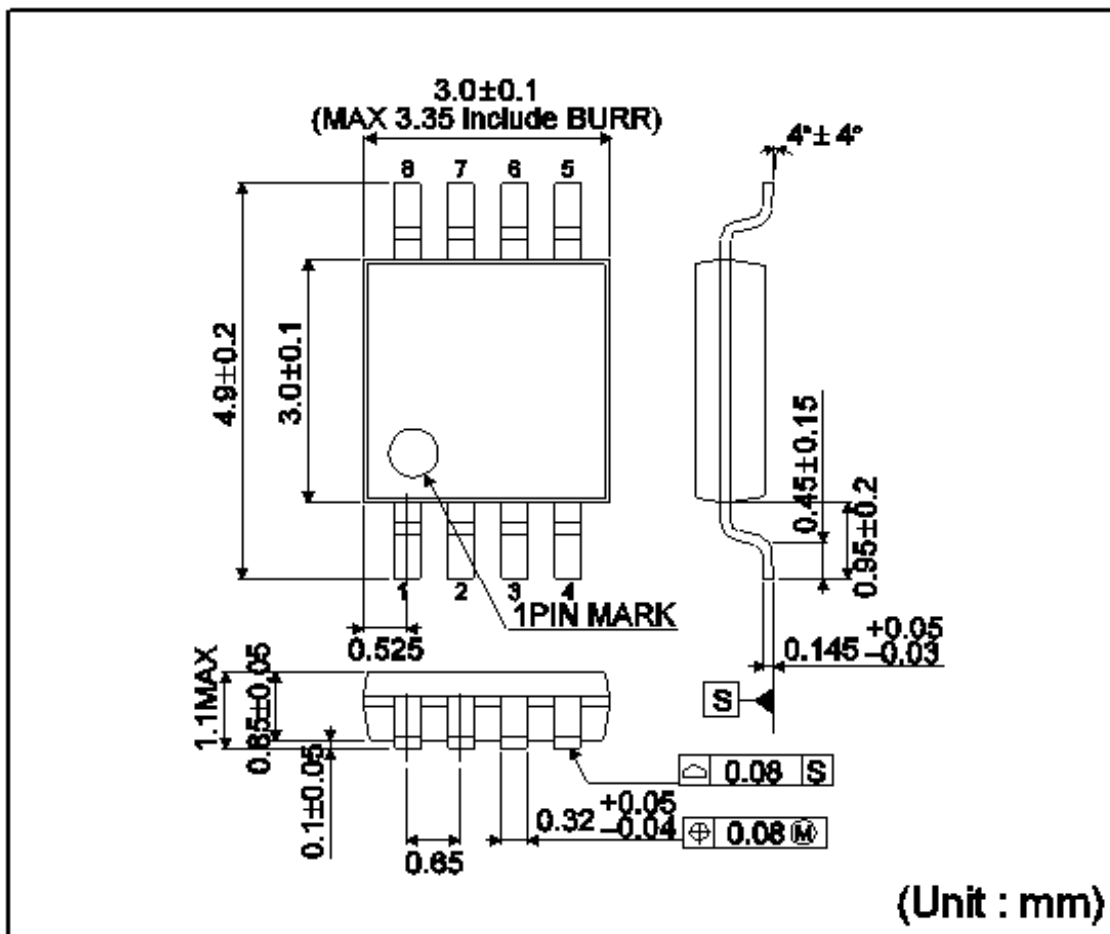 3.0±0.1
(MAX 3.35 include BURR)
4°± 4°
8 7 6 5
4.9±0.2
3.0±0.1
0.45±0.15
0.95±0.2
1 2 3 4
1PIN MARK
0.525
0.145 +0.05 −0.03
S
1.1MAX
0.85±0.05
0.1±0.05
0.08 S
0.32 +0.05 −0.04
0.08 Ⓜ
0.65
(Unit : mm)